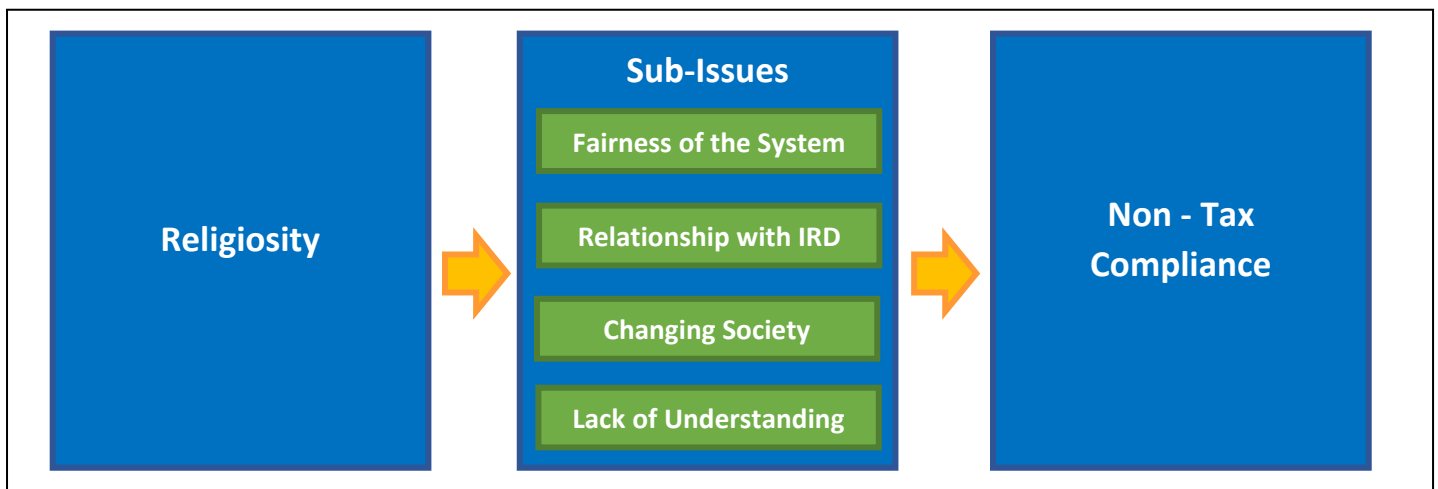 Religiosity
Sub-Issues
Fairness of the System
Relationship with IRD
Changing Society
Lack of Understanding
Non - Tax
Compliance